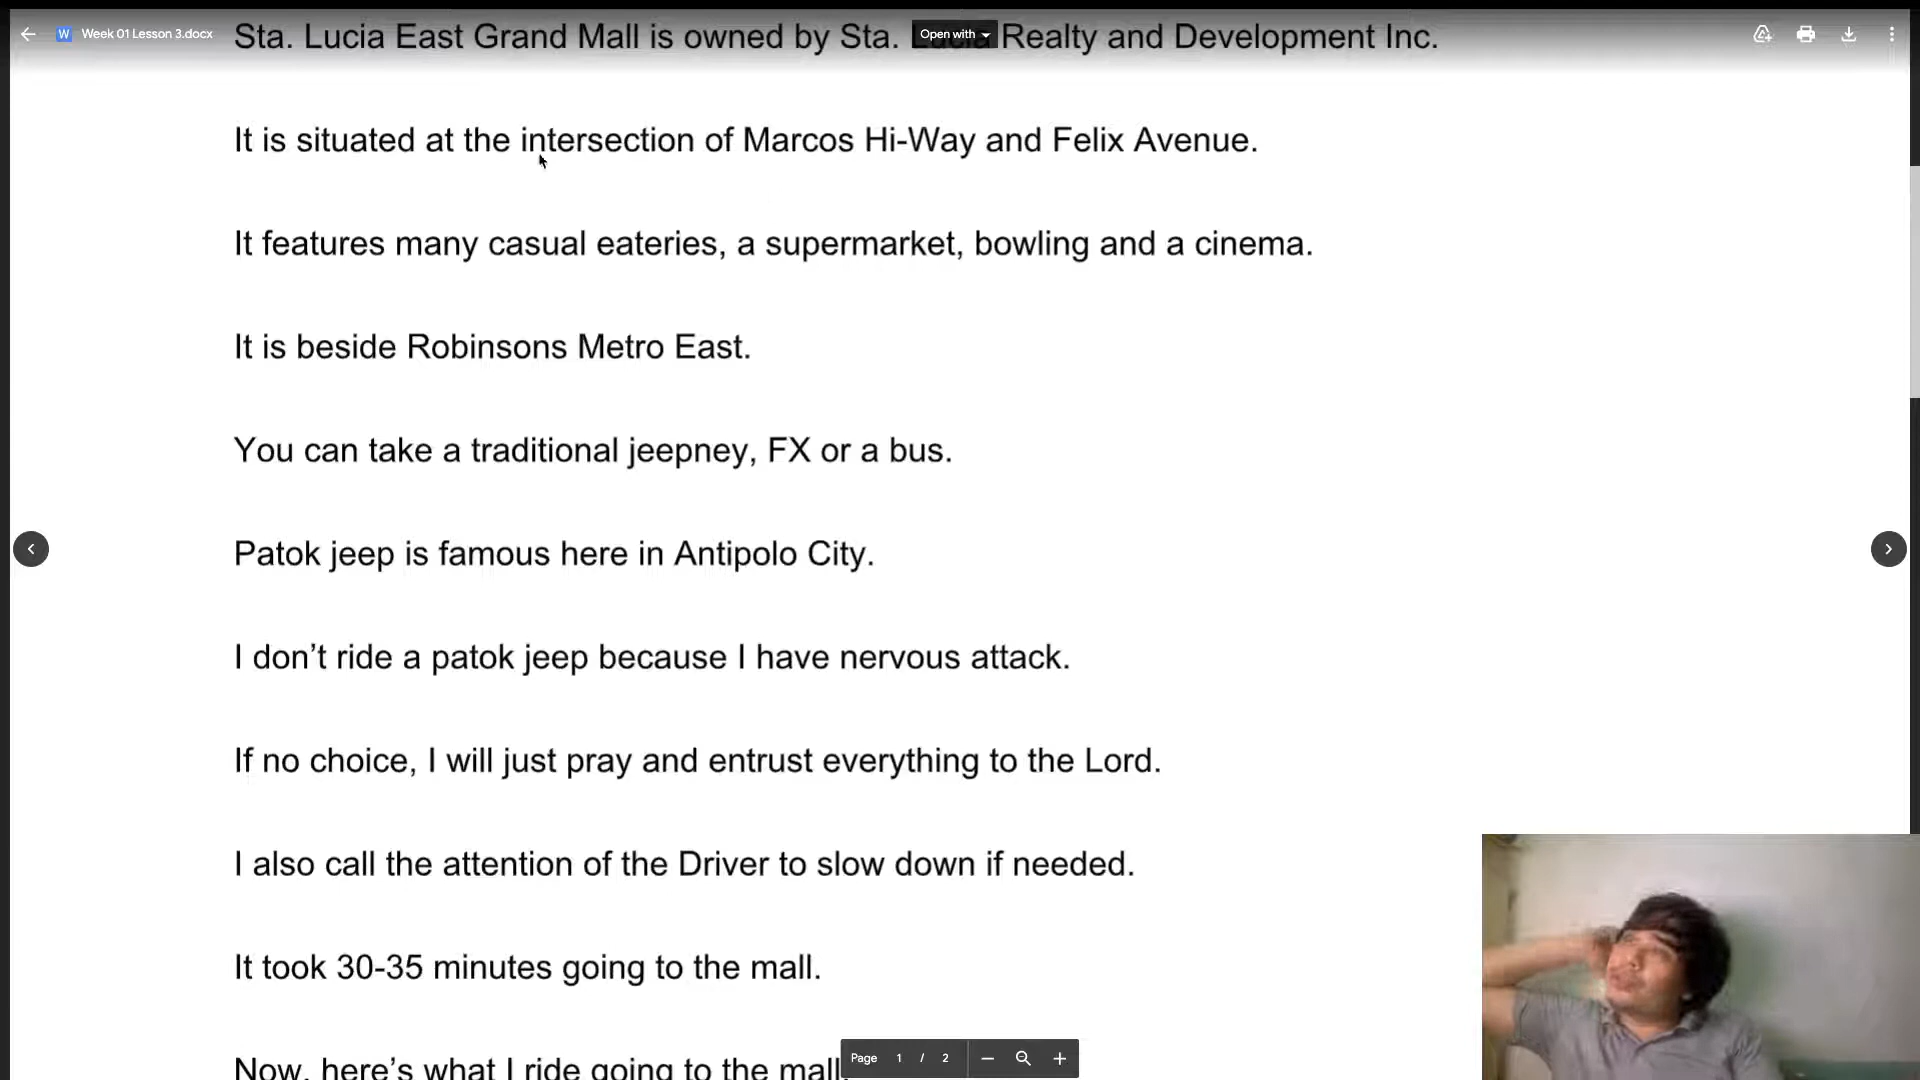 Week 01 Lesson 3.docx
Open with
Sta. Lucia East Grand Mall is owned by Sta. Lucia Realty and Development Inc.
It is situated at the intersection of Marcos Hi-Way and Felix Avenue.
It features many casual eateries, a supermarket, bowling and a cinema.
It is beside Robinsons Metro East.
You can take a traditional jeepney, FX or a bus.
Patok jeep is famous here in Antipolo City.
I don’t ride a patok jeep because I have nervous attack.
If no choice, I will just pray and entrust everything to the Lord.
I also call the attention of the Driver to slow down if needed.
It took 30-35 minutes going to the mall.
Now, here’s what I ride going to the mall.
Page 1 / 2